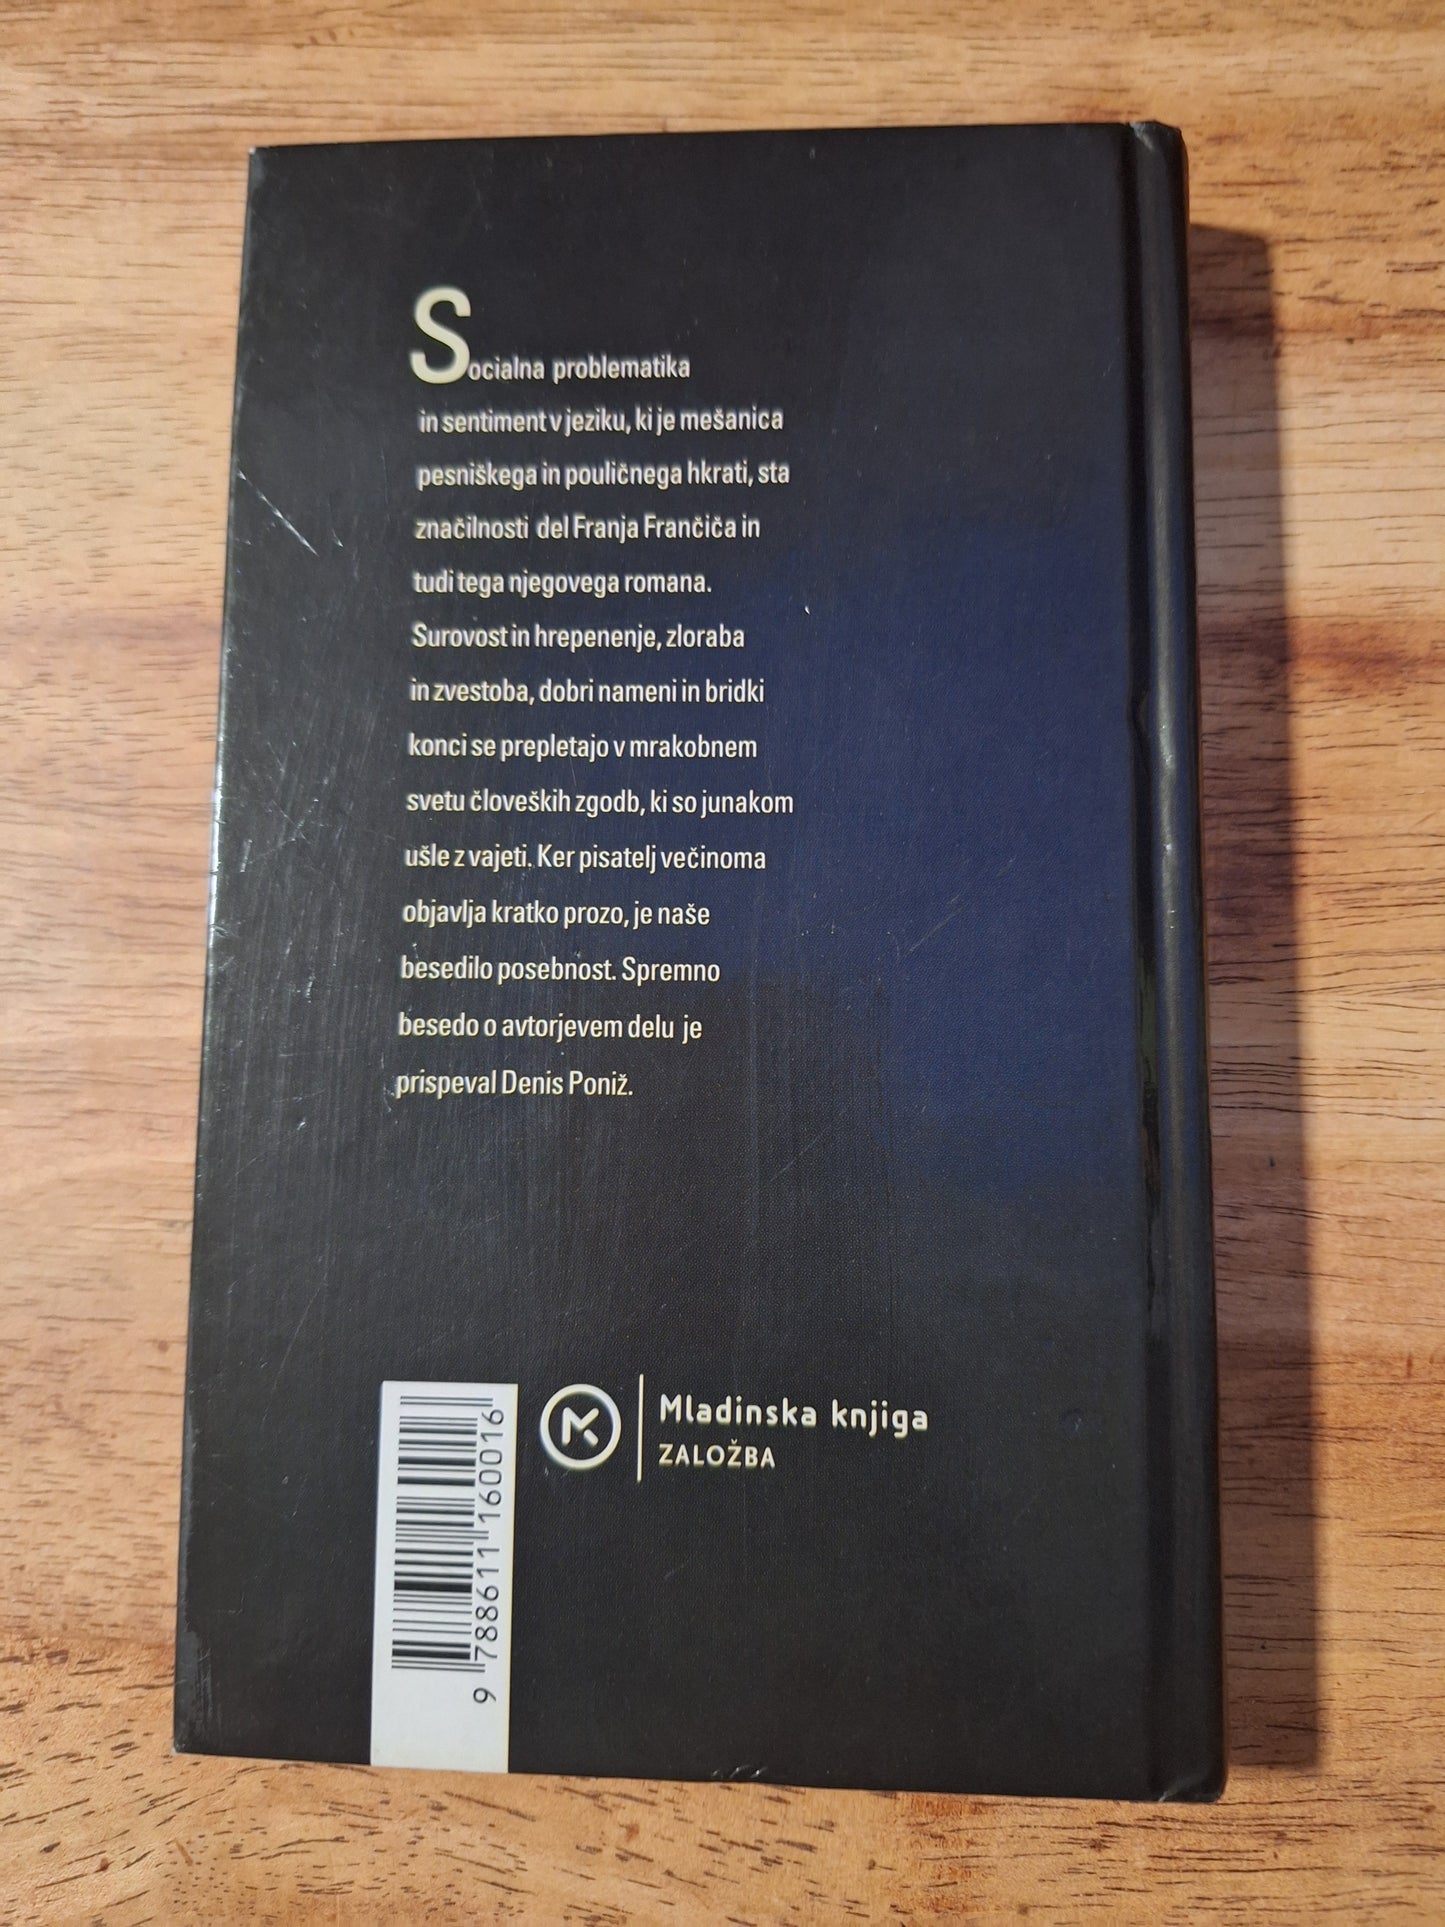 Socialna problematika
in sentiment v jeziku, ki je mešanica
pesniškega in pouličnega hkrati, sta
značilnosti del Franja Frančiča in
tudi tega njegovega romana.
Surovost in hrepenenje, zloraba
in zvestoba, dobri nameni in bridki
konci se prepletajo v mrakobnem
svetu človeških zgodb, ki so junakom
ušle z vajeti. Ker pisatelj večinoma
objavlja kratko prozo, je naše
besedilo posebnost. Spremno
besedo o avtorjevem delu je
prispeval Denis Poniž.
Mladinska knjiga
ZALOŽBA
9 788611 160016